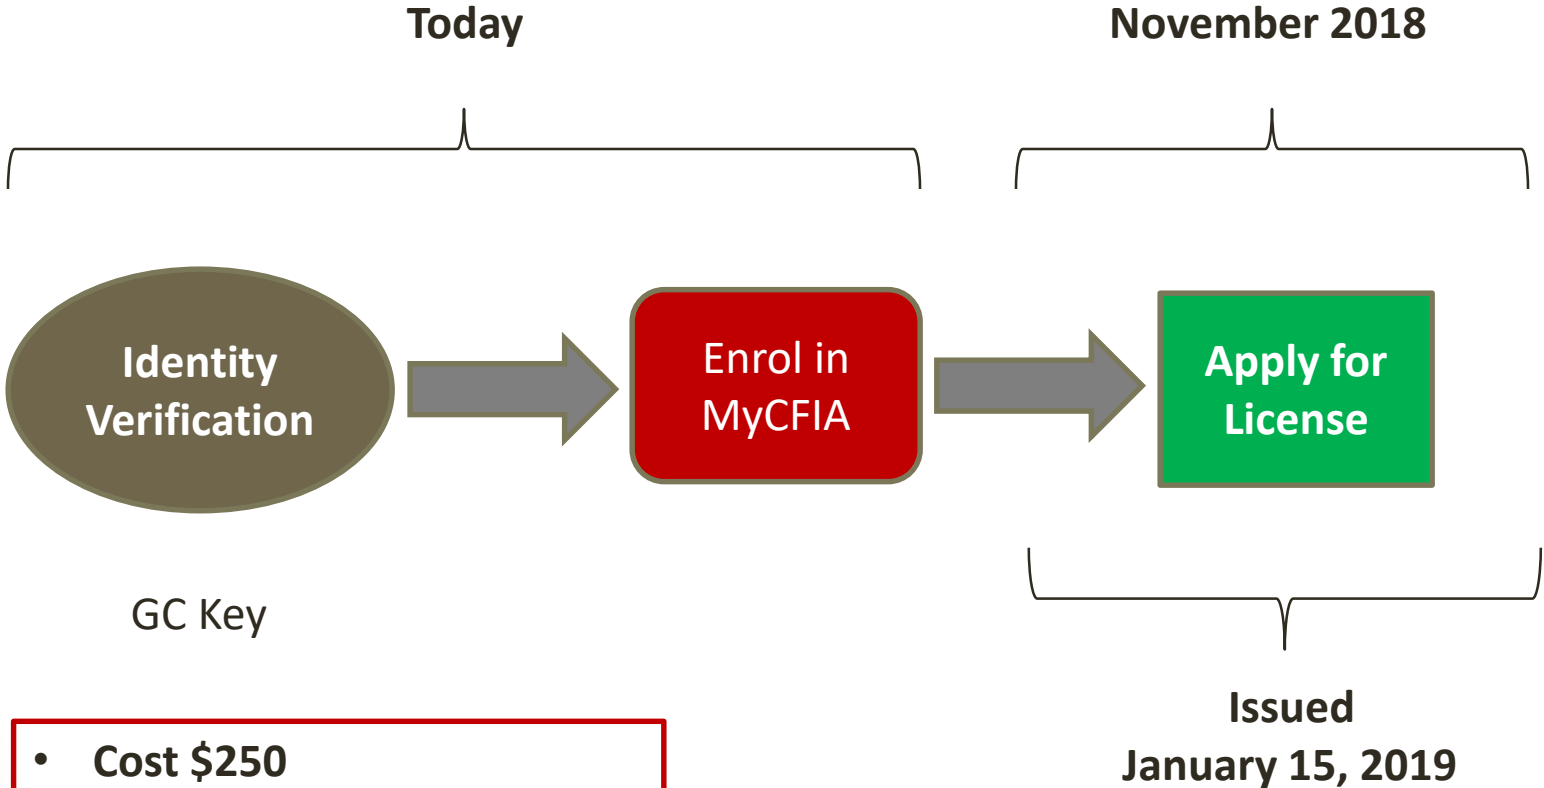 Today
November 2018
Identity
Verification
Enrol in
MyCFIA
Apply for
License
GC Key
Issued
January 15, 2019
• Cost $250